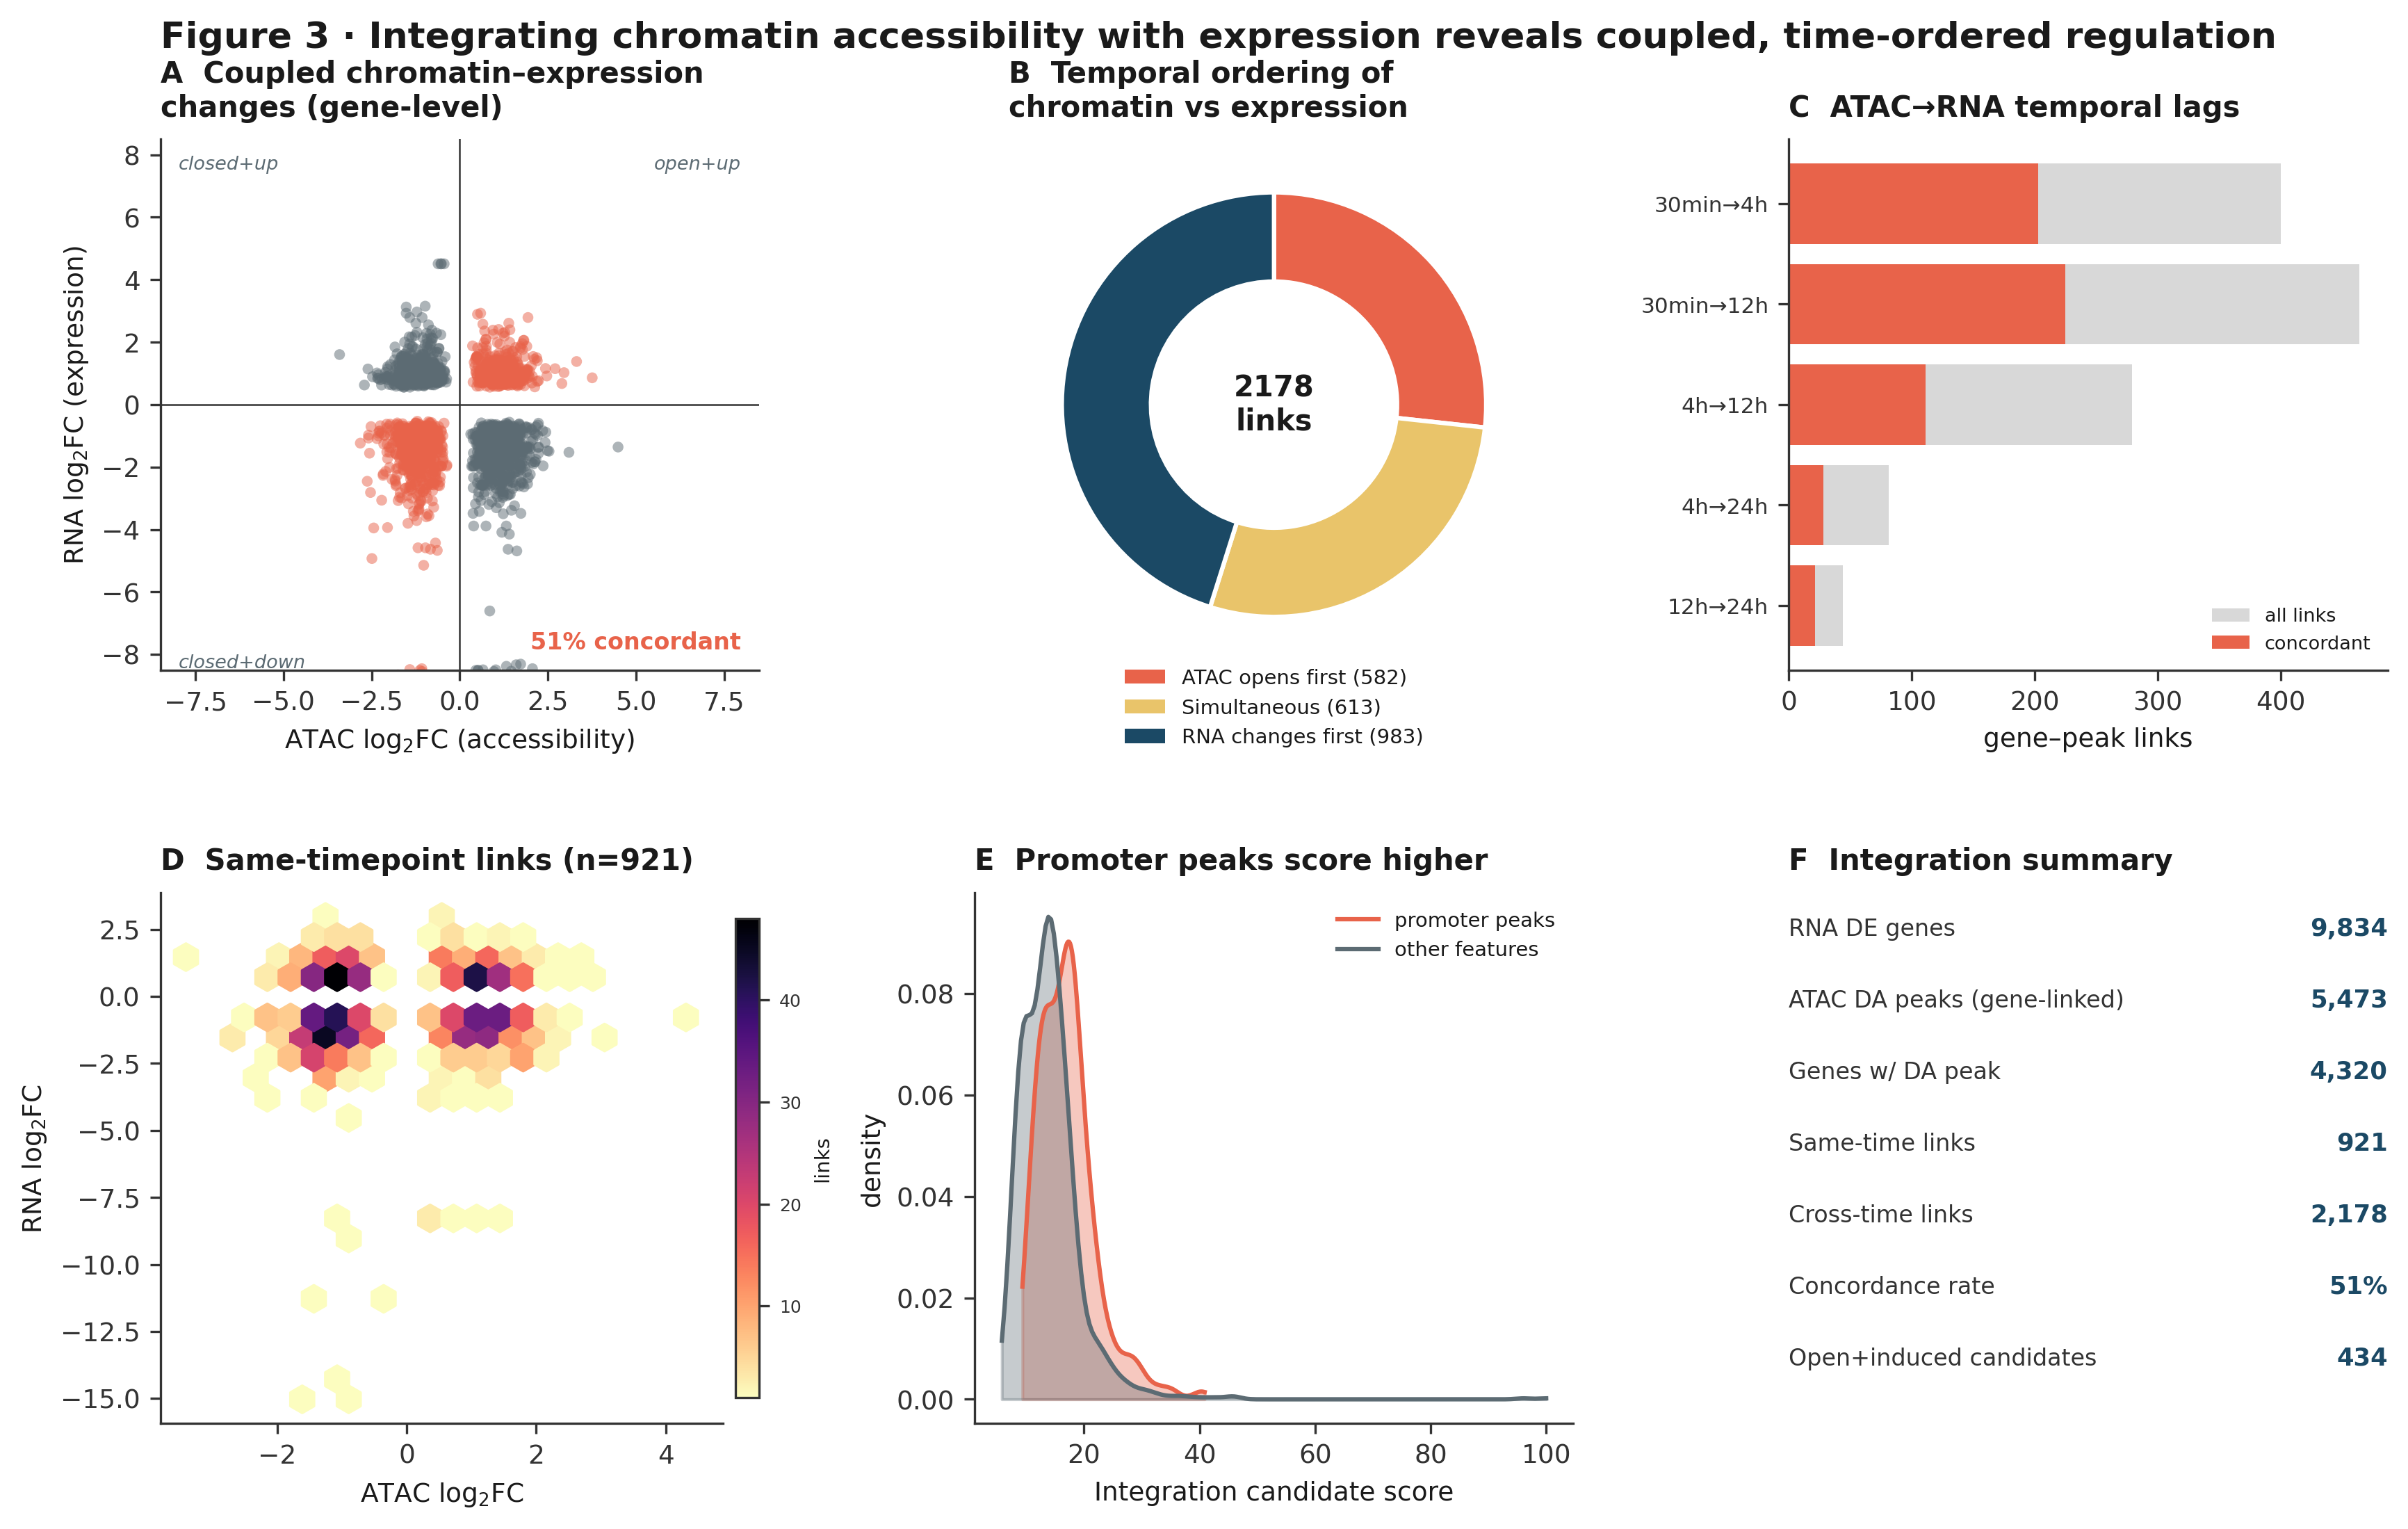 Figure 3 · Integrating chromatin accessibility with expression reveals coupled, time-ordered regulation
A Coupled chromatin–expression
changes (gene-level)
closed+up
open+up
8
6
4
2
0
−2
−4
−6
−8
RNA log₂FC (expression)
51% concordant
closed+down
−7.5 −5.0 −2.5 0.0 2.5 5.0 7.5
ATAC log₂FC (accessibility)
B Temporal ordering of
chromatin vs expression
2178
links
ATAC opens first (582)
Simultaneous (613)
RNA changes first (983)
C ATAC→RNA temporal lags
30min→4h
30min→12h
4h→12h
4h→24h
12h→24h
all links
concordant
0 100 200 300 400
gene–peak links
D Same-timepoint links (n=921)
2.5
0.0
−2.5
−5.0
−7.5
−10.0
−12.5
−15.0
RNA log₂FC
−2 0 2 4
ATAC log₂FC
40
30
20
10
links
E Promoter peaks score higher
promoter peaks
other features
0.08
0.06
0.04
0.02
0.00
density
20 40 60 80 100
Integration candidate score
F Integration summary
RNA DE genes 9,834
ATAC DA peaks (gene-linked) 5,473
Genes w/ DA peak 4,320
Same-time links 921
Cross-time links 2,178
Concordance rate 51%
Open+induced candidates 434